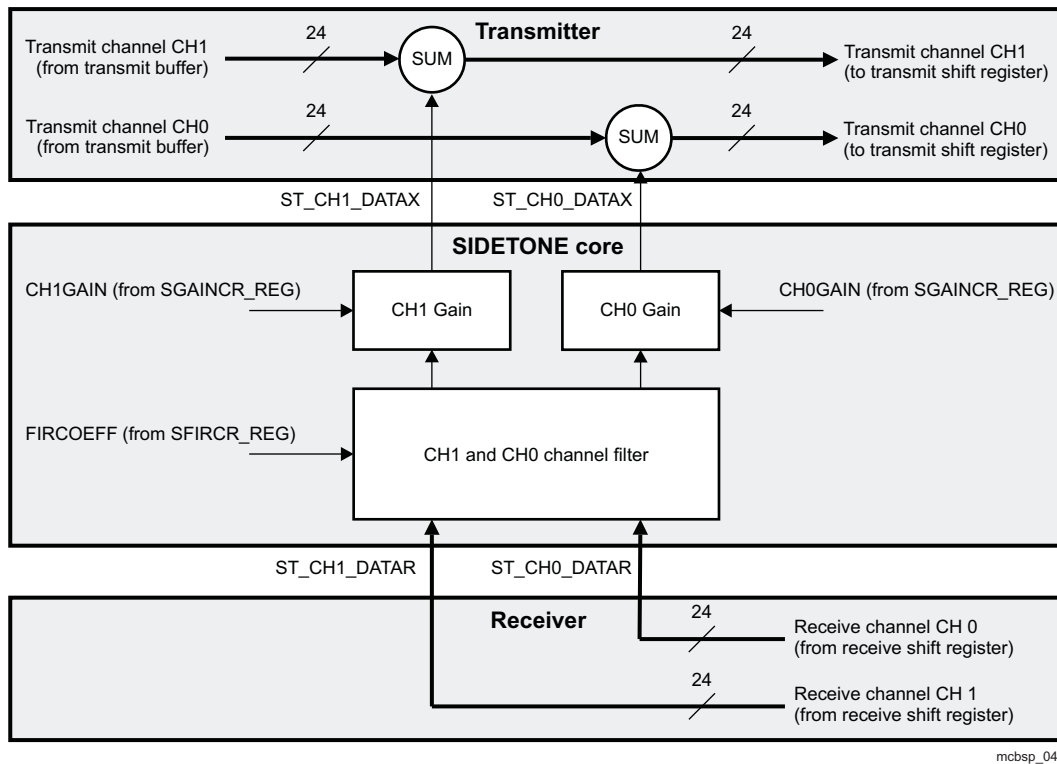 Transmitter
24
24
Transmit channel CH1
(from transmit buffer)
SUM
Transmit channel CH1
(to transmit shift register)
24
24
Transmit channel CH0
(from transmit buffer)
SUM
Transmit channel CH0
(to transmit shift register)
ST_CH1_DATAX
ST_CH0_DATAX
SIDETONE core
CH1GAIN (from SGAINCR_REG)
CH0GAIN (from SGAINCR_REG)
CH1 Gain
CH0 Gain
FIRCOEFF (from SFIRCR_REG)
CH1 and CH0 channel filter
ST_CH1_DATAR
ST_CH0_DATAR
Receiver
24
Receive channel CH 0
(from receive shift register)
24
Receive channel CH 1
(from receive shift register)
mcbsp_04